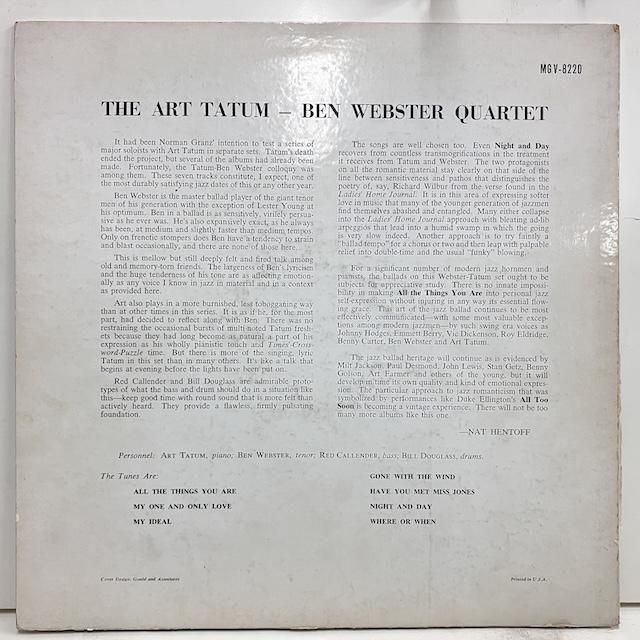 MGV-8220
THE ART TATUM – BEN WEBSTER QUARTET
It had been Norman Granz' intention to test a series of
major soloists with Art Tatum in separate sets. Tatum's death
ended the project, but several of the albums had already been
made. Fortunately, the Tatum-Ben Webster colloquy was
among them. These seven tracks constitute, I expect, one of
the most durably satisfying jazz dates of this or any other year.
Ben Webster is the master ballad player of the giant tenor
men of his generation with the exception of Lester Young at
his optimum. Ben in a ballad is as sensitively, virilely persua-
sive as he ever was. He's also expansively exact, as he always
has been, at medium and slightly faster than medium tempos.
Only on frenetic stompers does Ben have a tendency to strain
and blast occasionally, and there are none of those here.
This is mellow but still deeply felt and fired talk among
old and memory-torn friends. The largeness of Ben's lyricism
and the huge tenderness of his tone are as affecting emotion-
ally as any voice I know in jazz in material and in a context
as provided here.
Art also plays in a more burnished, less tobogganing way
than at other times in this series. It is as if he, for the most
part, had decided to reflect along with Ben. There was no
restraining the occasional bursts of multi-noted Tatum fresh-
ets because they had long become as natural a part of his
expression as his wholly pianistic touch and Times Cross-
word-Puzzle time. But there is more of the singing, lyric
Tatum in this set than in many others. It's like a talk that
begins at evening before the lights have been put on.
Red Callender and Bill Douglass are admirable proto-
types of what the bass and drum should do in a situation like
this—keep good time with round sound that is more felt than
actively heard. They provide a flawless, firmly pulsating
foundation.
The songs are well chosen too. Even Night and Day
recovers from countless transmogrifications in the treatment
it receives from Tatum and Webster. The two protagonists
on all the romantic material stay clearly on that side of the
line between sensitiveness and pathos that distinguishes the
poetry of, say, Richard Wilbur from the verse found in the
Ladies' Home Journal. It is in this area of expressing softer
love in music that many of the younger generation of jazzmen
find themselves abashed and entangled. Many either collapse
into the Ladies' Home Journal approach with bleating ad-lib
arpeggios that lead into a humid swamp in which the going
is very slow indeed. Another approach is to try faintly a
"ballad tempo" for a chorus or two and then leap with palpable
relief into double-time and the usual "funky" blowing.
For a significant number of modern jazz hornmen and
pianists, the ballads on this Webster-Tatum set ought to be
subjects for appreciative study. There is no innate impossi-
bility in making All the Things You Are into personal jazz
self-expression without injuring in any way its essential flow-
ing grace. This art of the jazz ballad continues to be most
effectively communicated—with some most valuable excep-
tions among modern jazzmen—by such swing era voices as
Johnny Hodges, Emmett Berry, Vic Dickenson, Roy Eldridge,
Benny Carter, Ben Webster and Art Tatum.
The jazz ballad heritage will continue as is evidenced by
Milt Jackson, Paul Desmond, John Lewis, Stan Getz, Benny
Golson, Art Farmer and others of the young, but it will
develop in time its own quality and kind of emotional expres-
sion. The particular approach to jazz romanticism that was
symbolized by performances like Duke Ellington's All Too
Soon is becoming a vintage experience. There will not be too
many more albums like this one.
—NAT HENTOFF
Personnel: ART TATUM, piano; BEN WEBSTER, tenor; RED CALLENDER, bass; BILL DOUGLASS, drums.
The Tunes Are:
ALL THE THINGS YOU ARE
MY ONE AND ONLY LOVE
MY IDEAL
GONE WITH THE WIND
HAVE YOU MET MISS JONES
NIGHT AND DAY
WHERE OR WHEN
Cover Design: Gould and Associates
Printed in U.S.A.